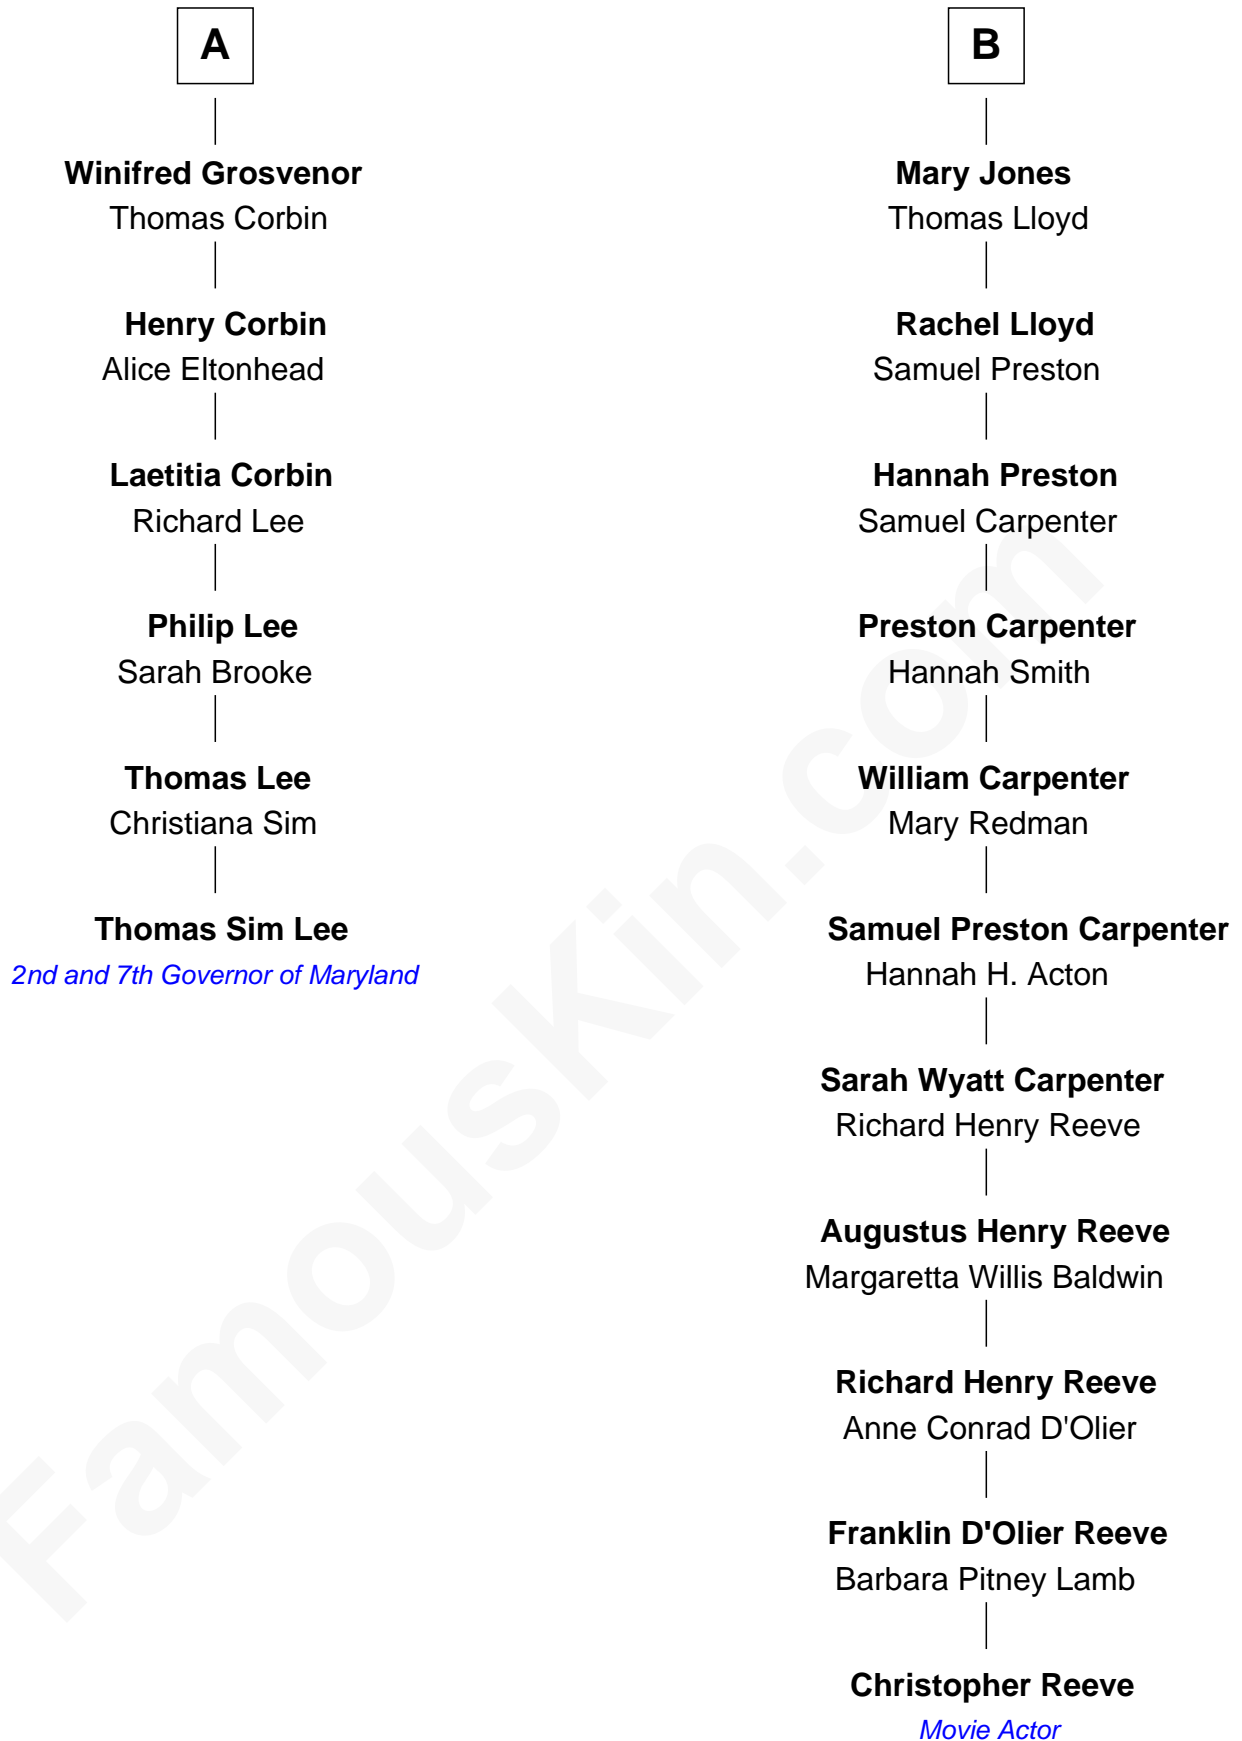 A
Winifred Grosvenor
Thomas Corbin
Henry Corbin
Alice Eltonhead
Laetitia Corbin
Richard Lee
Philip Lee
Sarah Brooke
Thomas Lee
Christiana Sim
Thomas Sim Lee
2nd and 7th Governor of Maryland
B
Mary Jones
Thomas Lloyd
Rachel Lloyd
Samuel Preston
Hannah Preston
Samuel Carpenter
Preston Carpenter
Hannah Smith
William Carpenter
Mary Redman
Samuel Preston Carpenter
Hannah H. Acton
Sarah Wyatt Carpenter
Richard Henry Reeve
Augustus Henry Reeve
Margaretta Willis Baldwin
Richard Henry Reeve
Anne Conrad D'Olier
Franklin D'Olier Reeve
Barbara Pitney Lamb
Christopher Reeve
Movie Actor
FamousKin.com